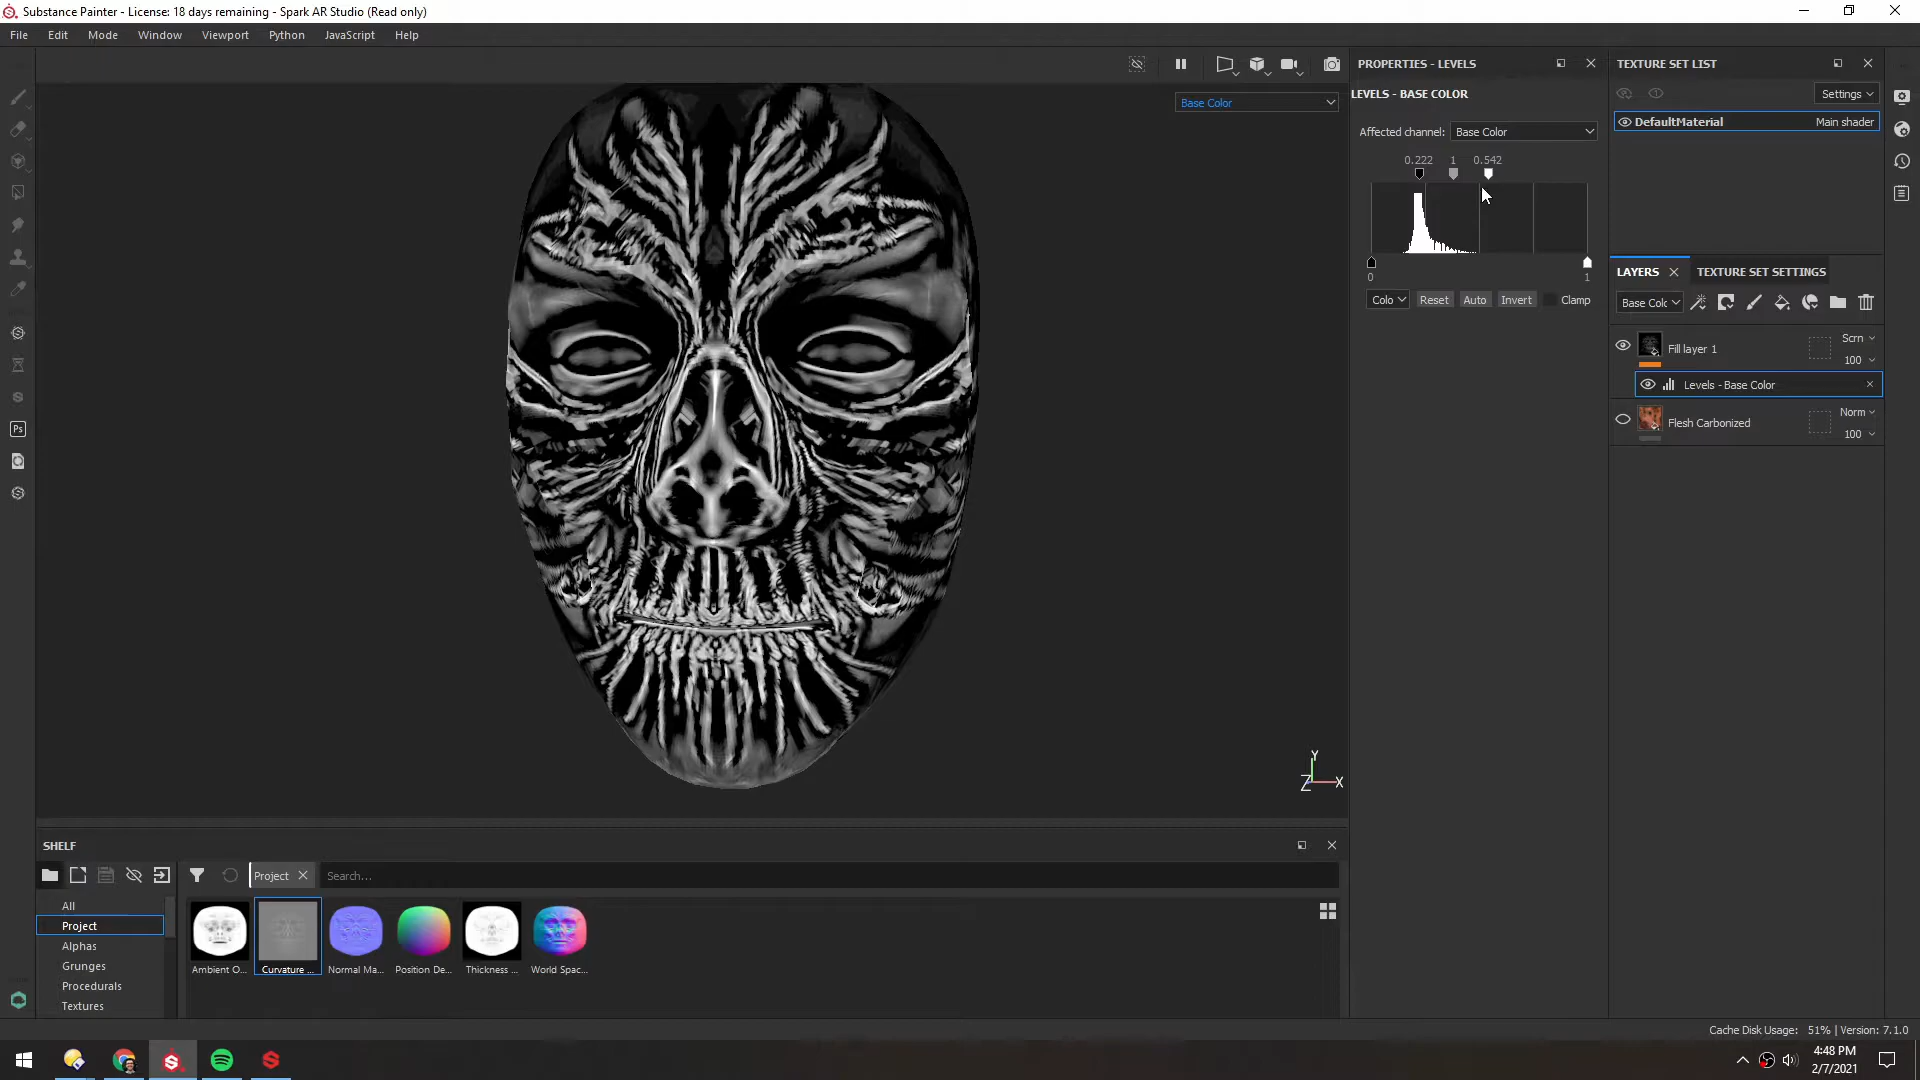 Substance Painter - License: 18 days remaining - Spark AR Studio (Read only)
File Edit Mode Window Viewport Python JavaScript Help
Base Color
PROPERTIES - LEVELS
LEVELS - BASE COLOR
Affected channel: Base Color
0.222 1 0.542
0 1
Colo Reset Auto Invert Clamp
TEXTURE SET LIST
Settings
DefaultMaterial Main shader
LAYERS TEXTURE SET SETTINGS
Base Colo
Fill layer 1 Scrn
100
Levels - Base Color
Flesh Carbonized Norm
100
Y
Z X
SHELF
Project Search...
All
Project
Alphas
Grunges
Procedurals
Textures
Ambient O... Curvature ... Normal Ma... Position De... Thickness ... World Spac...
Cache Disk Usage: 51% | Version: 7.1.0
Ps
4:48 PM
2/7/2021